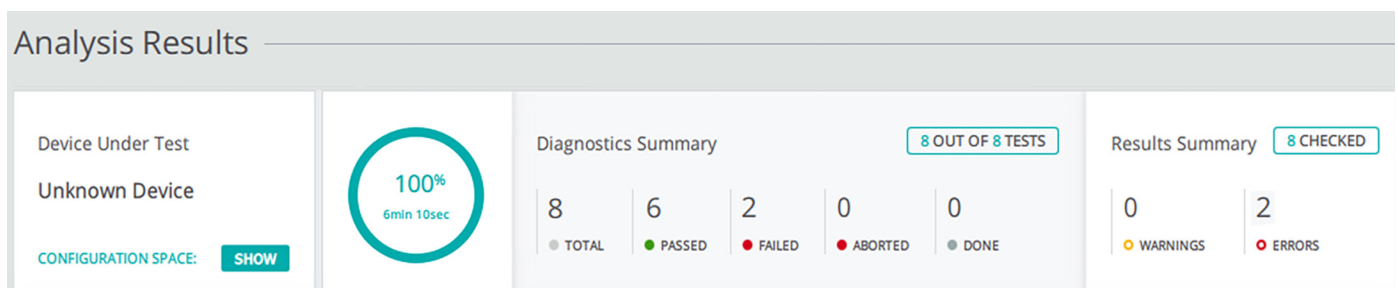 Analysis Results
Device Under Test
Unknown Device
CONFIGURATION SPACE: SHOW
100%
6min 10sec
Diagnostics Summary 8 OUT OF 8 TESTS
8 6 2 0 0
TOTAL PASSED FAILED ABORTED DONE
Results Summary 8 CHECKED
0 2
WARNINGS ERRORS